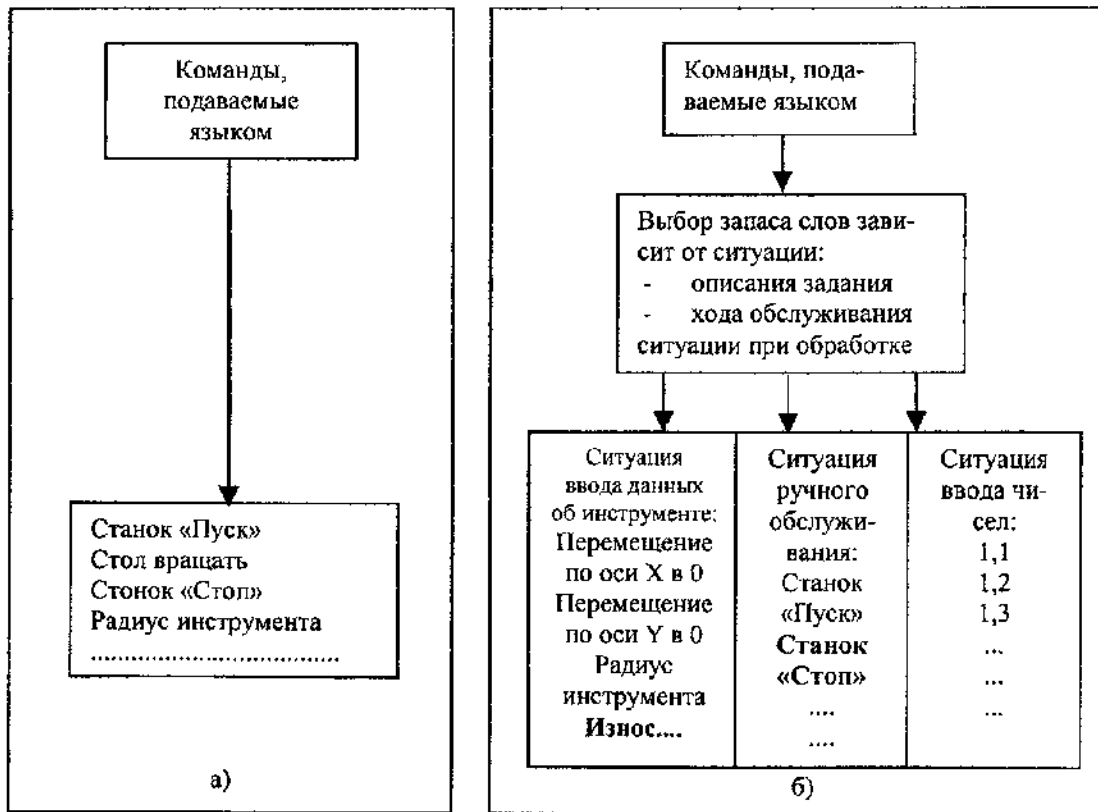 Команды,
подаваемые
языком
Станок «Пуск»
Стол вращать
Стонок «Стоп»
Радиус инструмента
..................................
а)
Команды, пода-
ваемые языком
Выбор запаса слов зави-
сит от ситуации:
- описания задания
- хода обслуживания
ситуации при обработке
Ситуация
ввода данных
об инструменте:
Перемещение
по оси X в 0
Перемещение
по оси Y в 0
Радиус
инструмента
Износ....
Ситуация
ручного
обслужи-
вания:
Станок
«Пуск»
Станок
«Стоп»
....
....
Ситуация
ввода чи-
сел:
1,1
1,2
1,3
...
...
...
б)